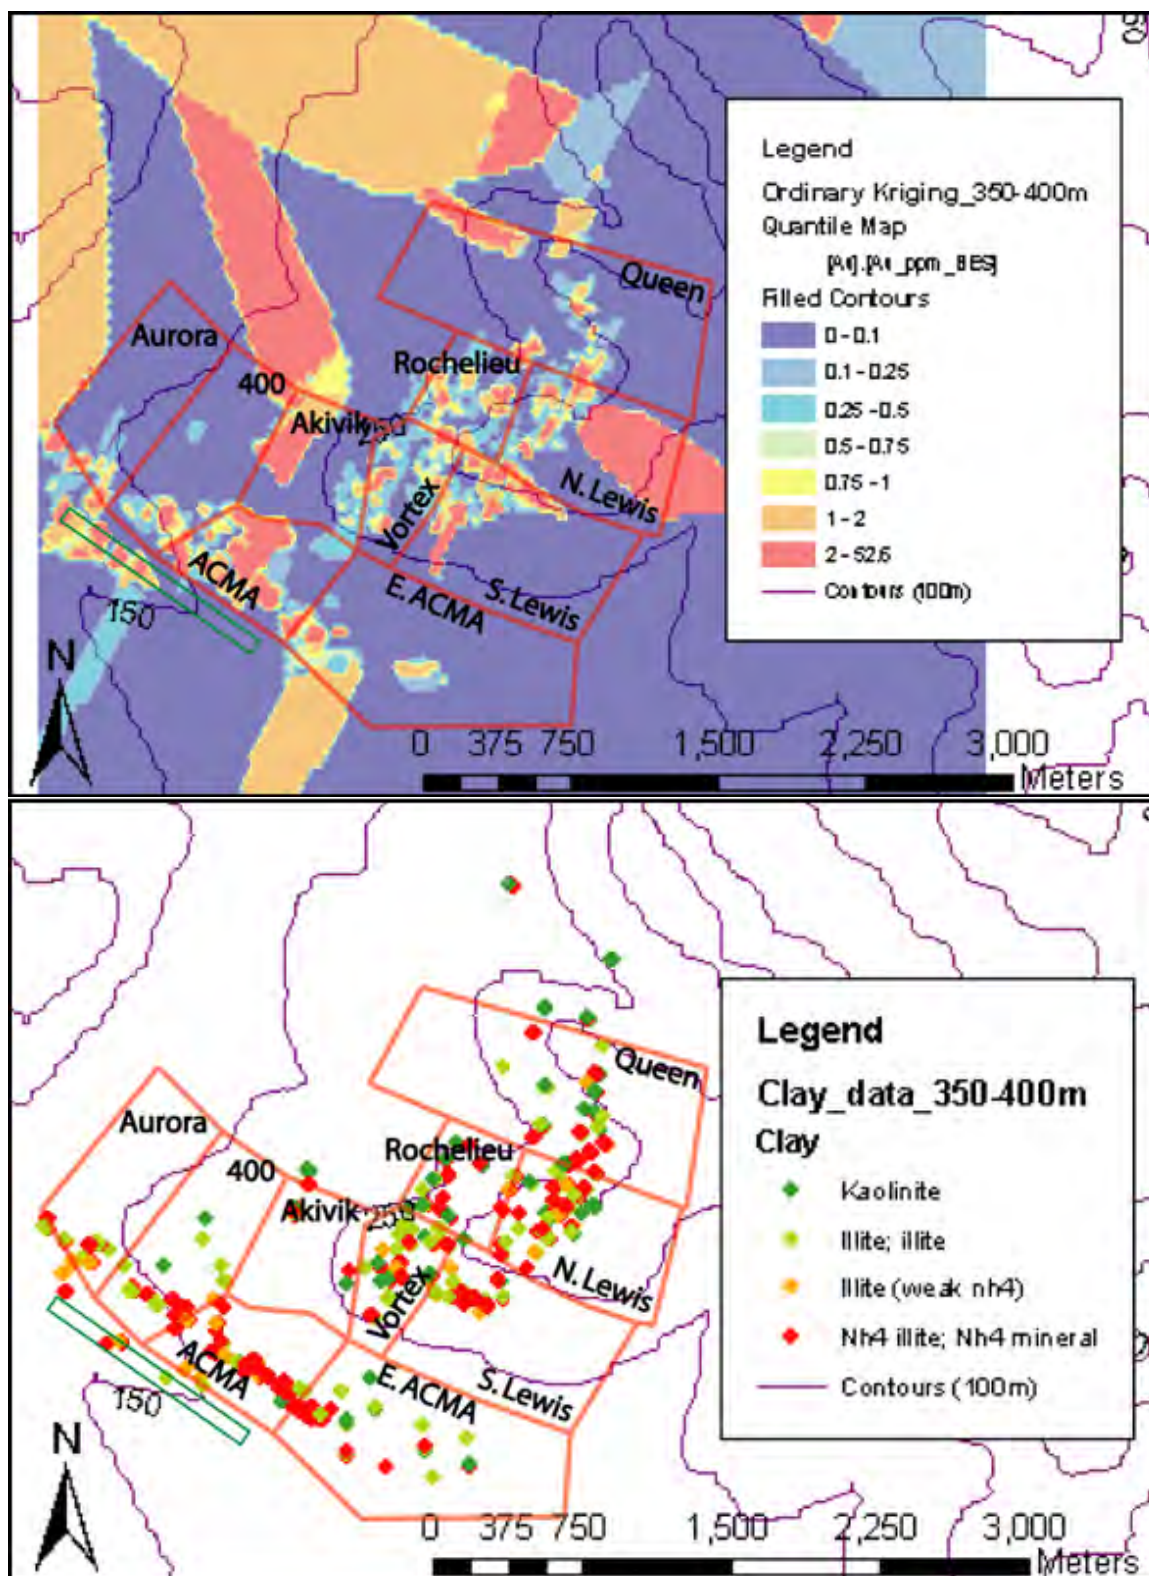 50
Legend
Ordinary Kriging_350-400m
Quantile Map
Filled Contours
0 - 0.1
0.1 - 0.25
0.25 - 0.5
0.5 - 0.75
0.75 - 1
1 - 2
2 - 52.5
Contours (100m)
Queen
Aurora
Rochelieu
400
Akivik
250
N. Lewis
Vortex
ACMA
S. Lewis
E. ACMA
150
N
0 375 750 1,500 2,250 3,000
Meters
Legend
Clay_data_350-400m
Clay
Kaolinite
Illite; illite
Illite (weak nh4)
Nh4 illite; Nh4 mineral
Contours (100m)
Queen
Aurora
Rochelieu
400
Akivik
250
N. Lewis
Vortex
ACMA
S. Lewis
E. ACMA
150
N
0 375 750 1,500 2,250 3,000
Meters